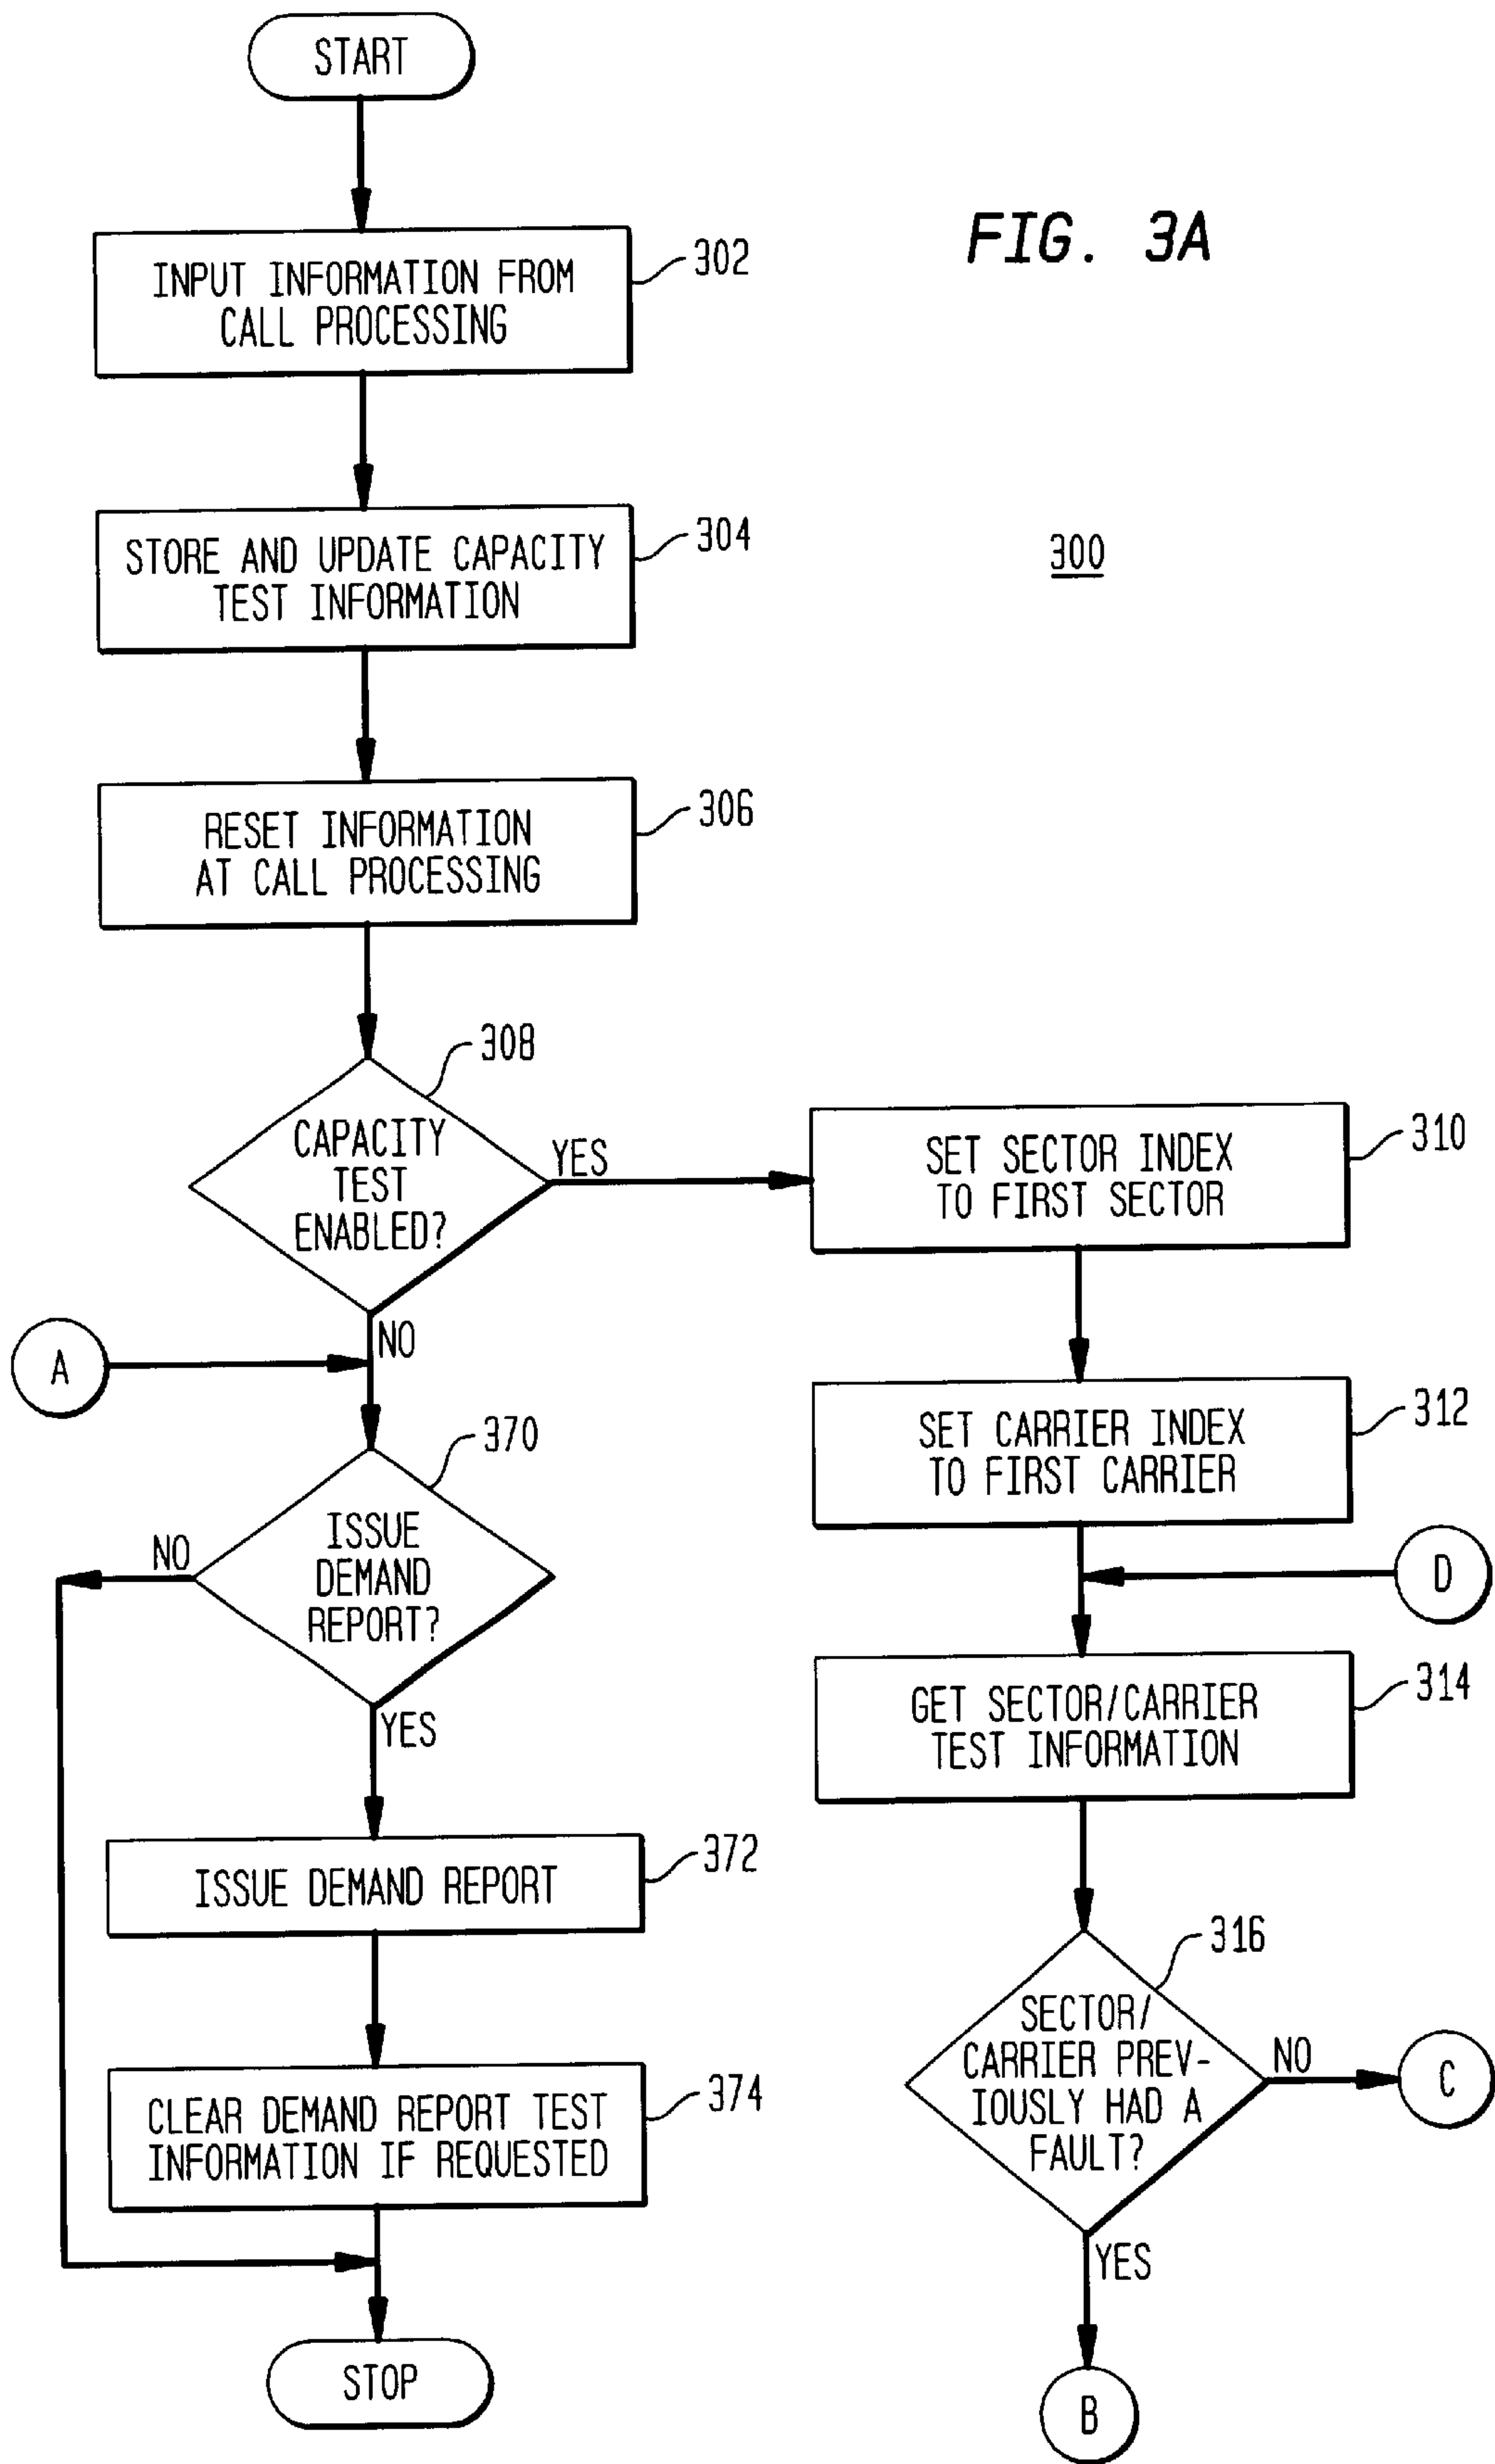 START
FIG. 3A
INPUT INFORMATION FROM
CALL PROCESSING
302
STORE AND UPDATE CAPACITY
TEST INFORMATION
304
300
RESET INFORMATION
AT CALL PROCESSING
306
308
CAPACITY
TEST
ENABLED?
YES
NO
A
370
ISSUE
DEMAND
REPORT?
NO
YES
ISSUE DEMAND REPORT
372
CLEAR DEMAND REPORT TEST
INFORMATION IF REQUESTED
374
STOP
SET SECTOR INDEX
TO FIRST SECTOR
310
SET CARRIER INDEX
TO FIRST CARRIER
312
D
GET SECTOR/CARRIER
TEST INFORMATION
314
316
SECTOR/
CARRIER PREV-
IOUSLY HAD A
FAULT?
NO
C
YES
B